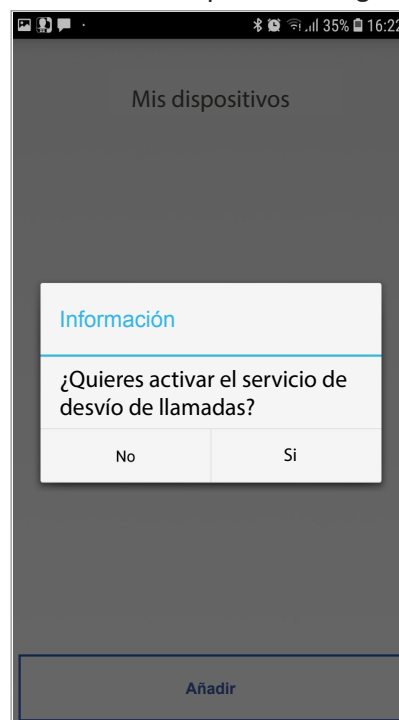 35% 16:22
Mis dispositivos
Información
¿Quieres activar el servicio de
desvío de llamadas?
No Si
Añadir